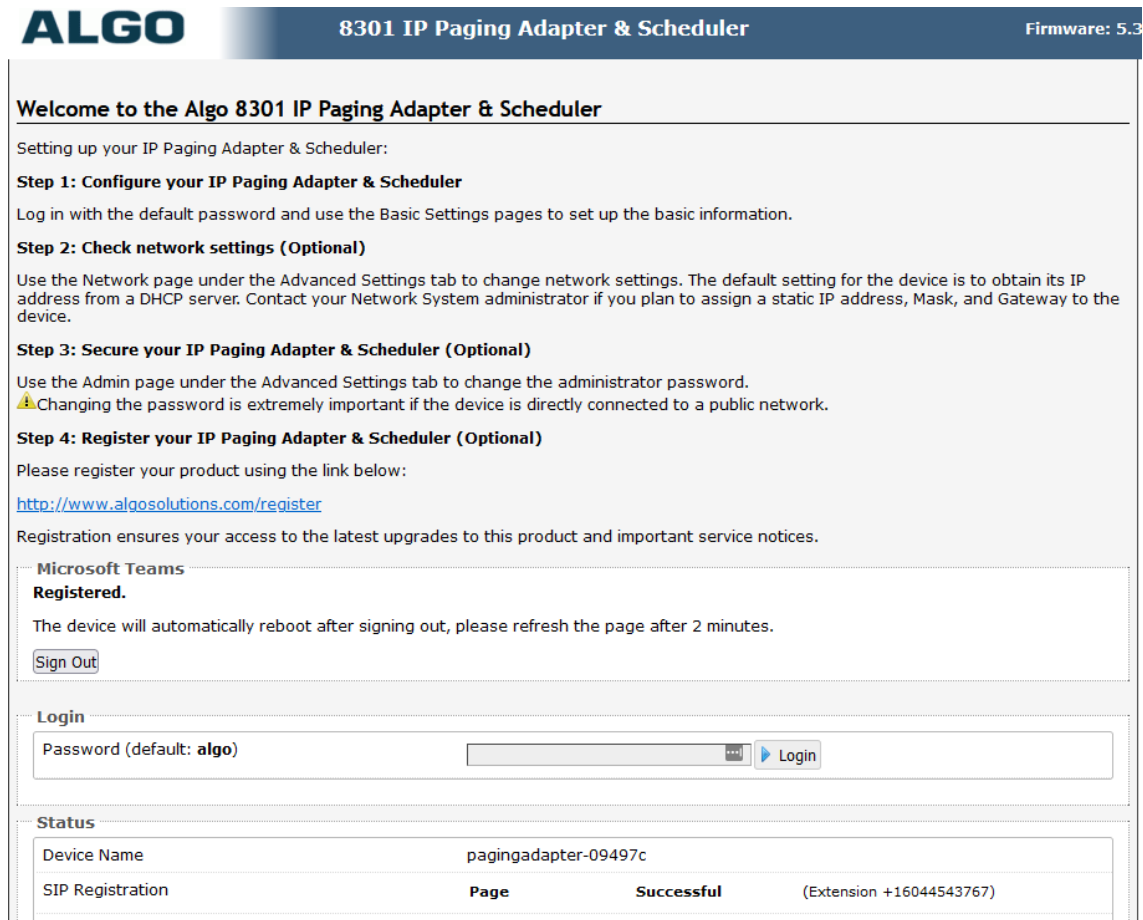 ALGO
8301 IP Paging Adapter & Scheduler
Firmware: 5.3
Welcome to the Algo 8301 IP Paging Adapter & Scheduler
Setting up your IP Paging Adapter & Scheduler:
Step 1: Configure your IP Paging Adapter & Scheduler
Log in with the default password and use the Basic Settings pages to set up the basic information.
Step 2: Check network settings (Optional)
Use the Network page under the Advanced Settings tab to change network settings. The default setting for the device is to obtain its IP
address from a DHCP server. Contact your Network System administrator if you plan to assign a static IP address, Mask, and Gateway to the
device.
Step 3: Secure your IP Paging Adapter & Scheduler (Optional)
Use the Admin page under the Advanced Settings tab to change the administrator password.
Changing the password is extremely important if the device is directly connected to a public network.
Step 4: Register your IP Paging Adapter & Scheduler (Optional)
Please register your product using the link below:
http://www.algosolutions.com/register
Registration ensures your access to the latest upgrades to this product and important service notices.
Microsoft Teams
Registered.
The device will automatically reboot after signing out, please refresh the page after 2 minutes.
Sign Out
Login
Password (default: algo)
Login
Status
Device Name pagingadapter-09497c
SIP Registration Page Successful (Extension +16044543767)